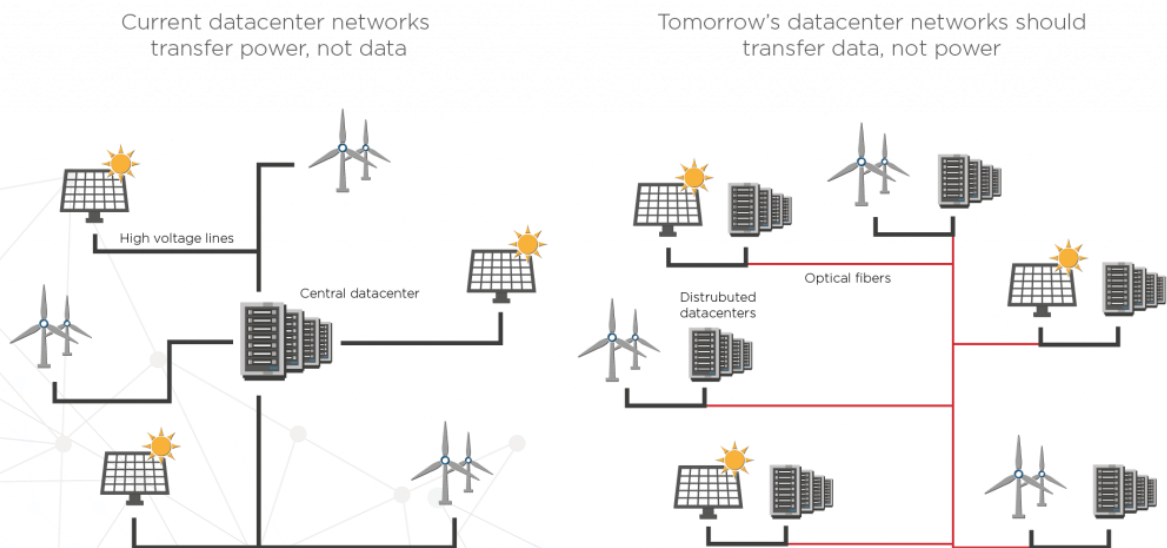 Current datacenter networks
transfer power, not data
High voltage lines
Central datacenter
Tomorrow's datacenter networks should
transfer data, not power
Optical fibers
Distrubuted
datacenters